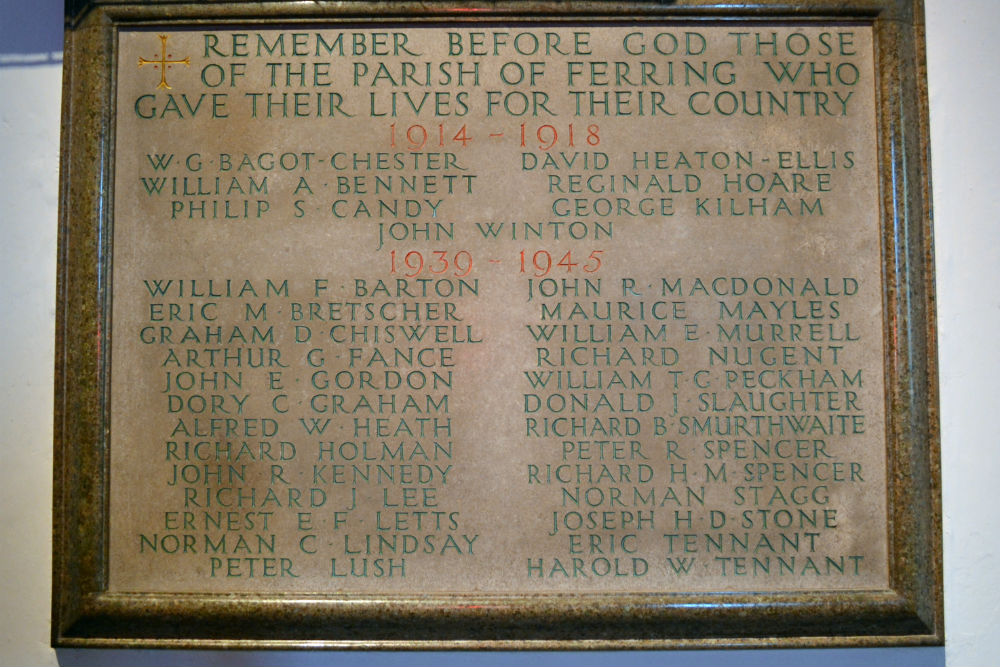 REMEMBER BEFORE GOD THOSE
OF THE PARISH OF FERRING WHO
GAVE THEIR LIVES FOR THEIR COUNTRY
1914 - 1918
W·G·BAGOT-CHESTER
WILLIAM A·BENNETT
PHILIP S·CANDY
DAVID HEATON-ELLIS
REGINALD HOARE
GEORGE KILHAM
JOHN WINTON
1939 - 1945
WILLIAM F·BARTON
ERIC M·BRETSCHER
GRAHAM D·CHISWELL
ARTHUR G·FANCE
JOHN E·GORDON
DORY C·GRAHAM
ALFRED W·HEATH
RICHARD HOLMAN
JOHN R·KENNEDY
RICHARD J·LEE
ERNEST E·F·LETTS
NORMAN C·LINDSAY
PETER LUSH
JOHN R·MACDONALD
MAURICE MAYLES
WILLIAM E·MURRELL
RICHARD NUGENT
WILLIAM T·G·PECKHAM
DONALD J·SLAUGHTER
RICHARD B·SMURTHWAITE
PETER R·SPENCER
RICHARD H·M·SPENCER
NORMAN STAGG
JOSEPH H·D·STONE
ERIC TENNANT
HAROLD W·TENNANT